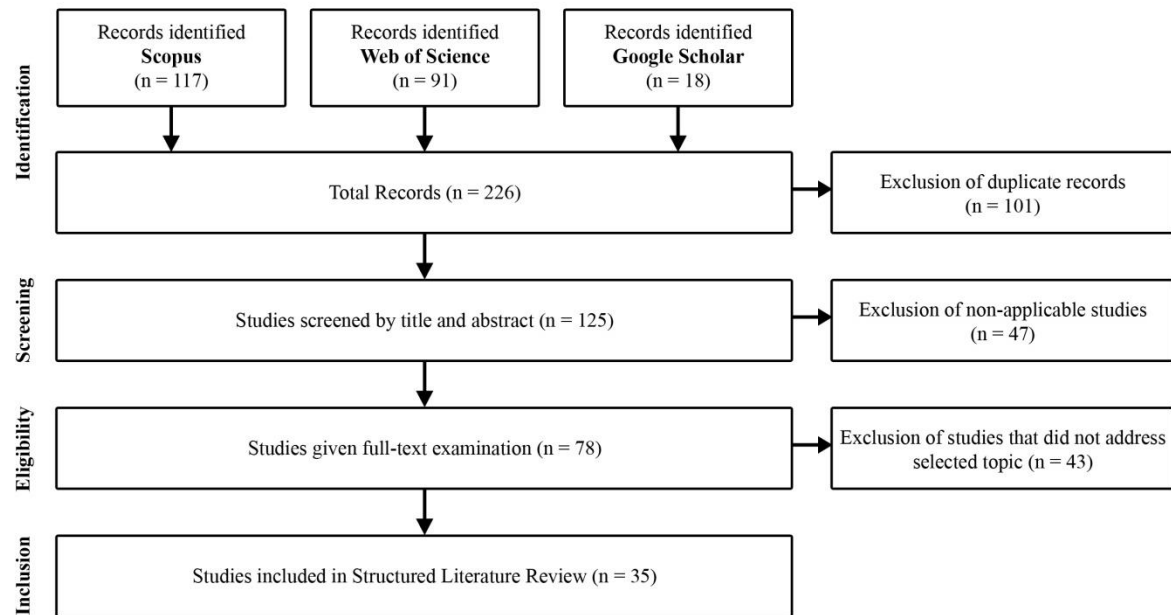 Identification
Records identified
Scopus
(n = 117)
Records identified
Web of Science
(n = 91)
Records identified
Google Scholar
(n = 18)
Total Records (n = 226)
Exclusion of duplicate records
(n = 101)
Screening
Studies screened by title and abstract (n = 125)
Exclusion of non-applicable studies
(n = 47)
Eligibility
Studies given full-text examination (n = 78)
Exclusion of studies that did not address
selected topic (n = 43)
Inclusion
Studies included in Structured Literature Review (n = 35)